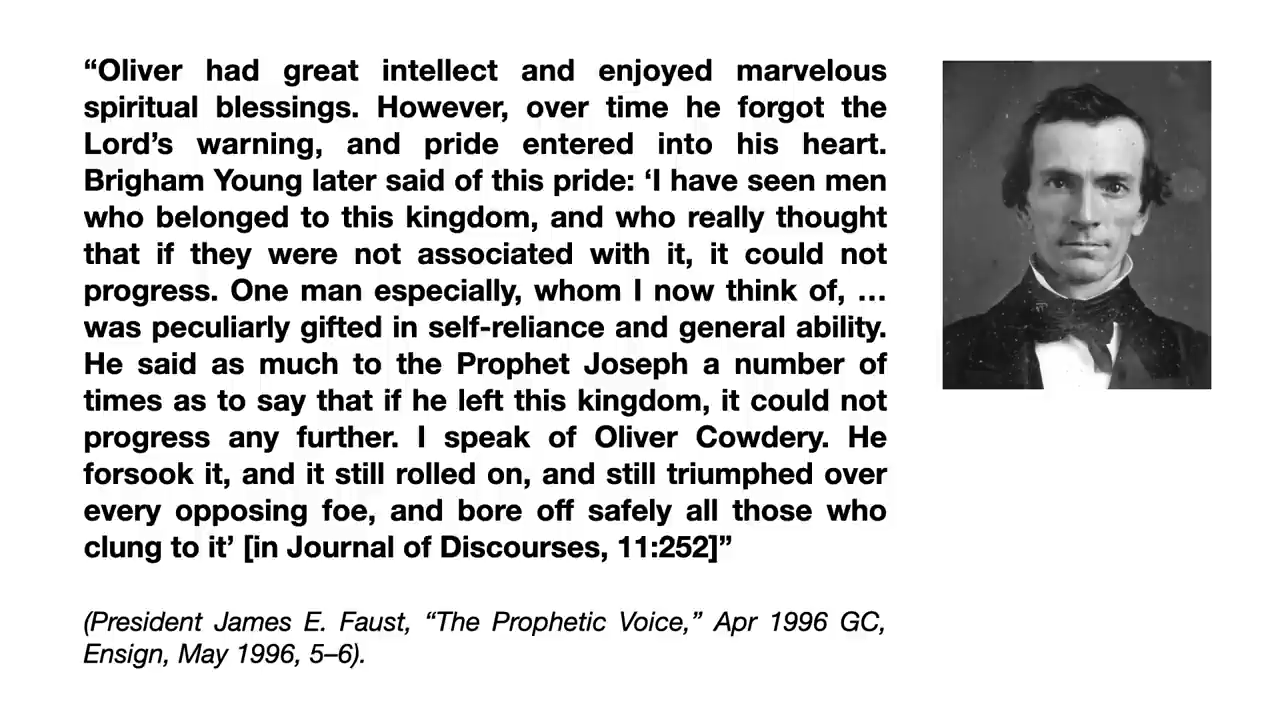 “Oliver had great intellect and enjoyed marvelous
spiritual blessings. However, over time he forgot the
Lord’s warning, and pride entered into his heart.
Brigham Young later said of this pride: ‘I have seen men
who belonged to this kingdom, and who really thought
that if they were not associated with it, it could not
progress. One man especially, whom I now think of, …
was peculiarly gifted in self-reliance and general ability.
He said as much to the Prophet Joseph a number of
times as to say that if he left this kingdom, it could not
progress any further. I speak of Oliver Cowdery. He
forsook it, and it still rolled on, and still triumphed over
every opposing foe, and bore off safely all those who
clung to it’ [in Journal of Discourses, 11:252]”
(President James E. Faust, “The Prophetic Voice,” Apr 1996 GC,
Ensign, May 1996, 5–6).